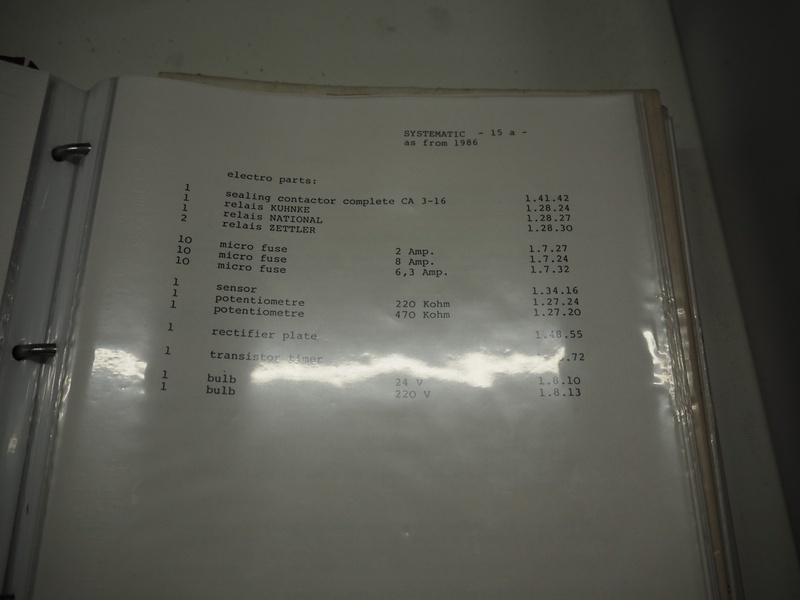 SYSTEMATIC - 15 a -
as from 1986
electro parts:
1 sealing contactor complete CA 3-16 1.41.42
1 relais KUHNKE 1.28.24
1 relais NATIONAL 1.28.27
2 relais ZETTLER 1.28.30
10 micro fuse 2 Amp. 1.7.27
10 micro fuse 8 Amp. 1.7.24
10 micro fuse 6,3 Amp. 1.7.32
1 sensor 1.34.16
1 potentiometre 220 Kohm 1.27.24
1 potentiometre 470 Kohm 1.27.20
1 rectifier plate 1.48.55
1 transistor timer
1 bulb 24 V 1.8.10
1 bulb 220 V 1.8.13